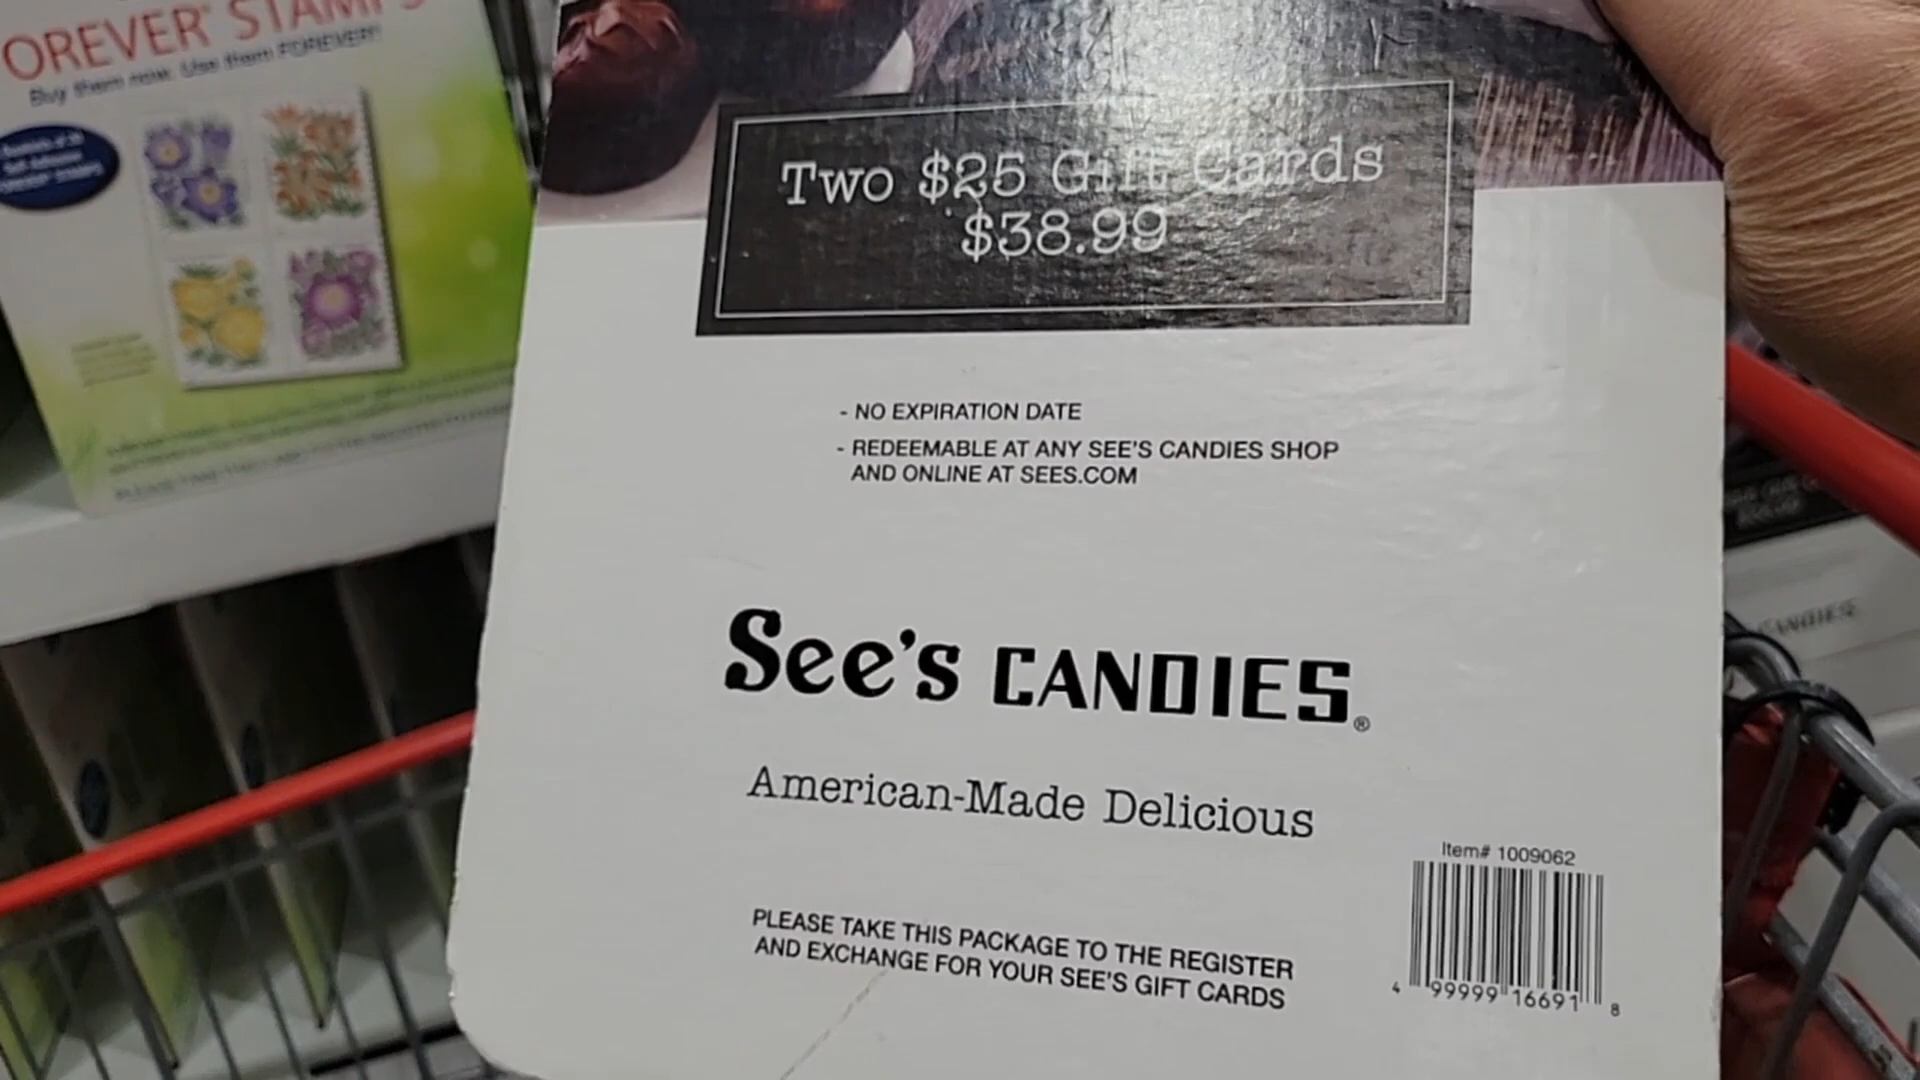 OREVER STAMPS
Buy them now. Use them FOREVER!
Two $25 Gift Cards
$38.99
- NO EXPIRATION DATE
- REDEEMABLE AT ANY SEE'S CANDIES SHOP
AND ONLINE AT SEES.COM
See's CANDIES®
American-Made Delicious
Item# 1009062
4 99999 16691 8
PLEASE TAKE THIS PACKAGE TO THE REGISTER
AND EXCHANGE FOR YOUR SEE'S GIFT CARDS
CANDIES